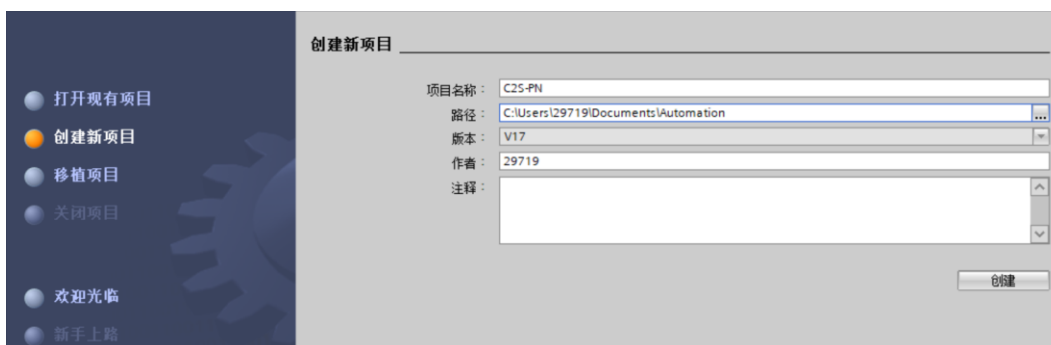 创建新项目
打开现有项目
创建新项目
移植项目
关闭项目
欢迎光临
新手上路
项目名称： C2S-PN
路径： C:\Users\29719\Documents\Automation
...
版本： V17
作者： 29719
注释：
创建